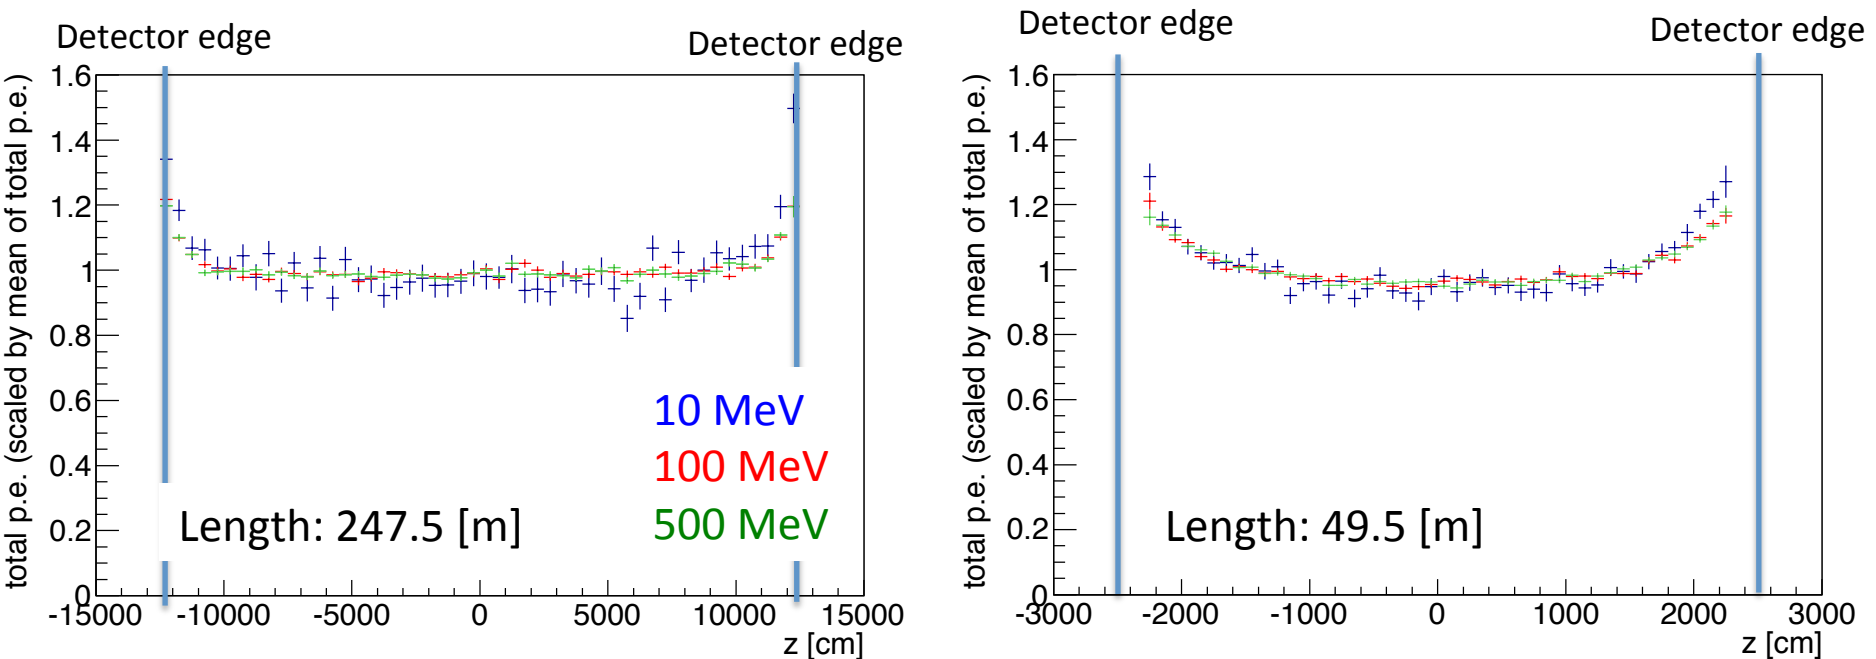 Detector edge
Detector edge
total p.e. (scaled by mean of total p.e.)
1.6
1.4
1.2
1
0.8
0.6
0.4
0.2
0
10 MeV
100 MeV
500 MeV
Length: 247.5 [m]
-15000 -10000 -5000 0 5000 10000 15000
z [cm]
Detector edge
Detector edge
total p.e. (scaled by mean of total p.e.)
1.6
1.4
1.2
1
0.8
0.6
0.4
0.2
0
Length: 49.5 [m]
-3000 -2000 -1000 0 1000 2000 3000
z [cm]